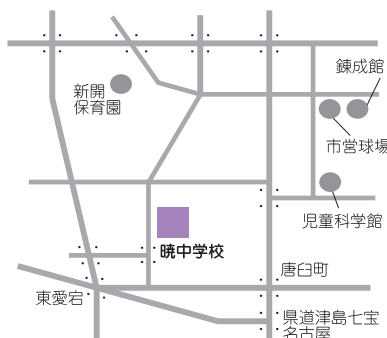 錬成館
新開
保育園
市営球場
児童科学館
暁中学校
唐臼町
東愛宕
県道津島七宝
名古屋